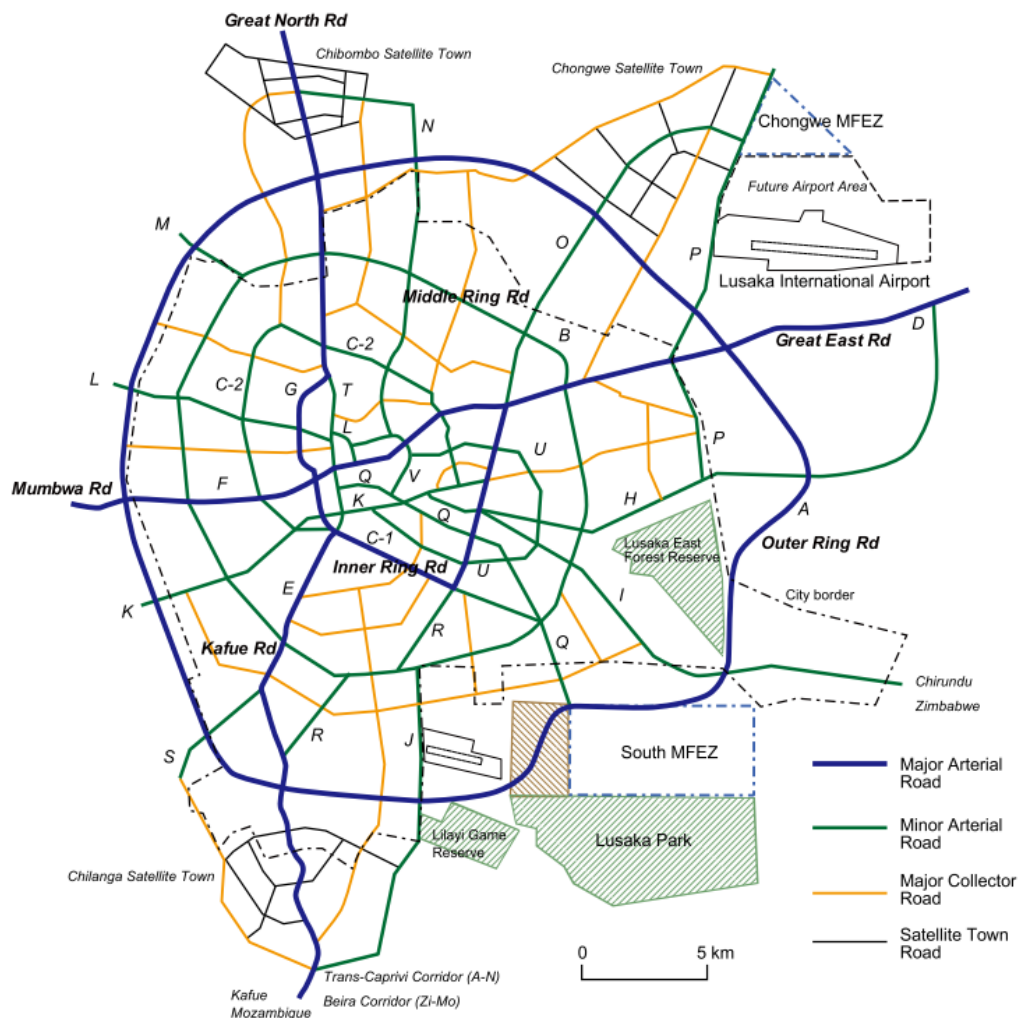 Great North Rd
Chibombo Satellite Town
Chongwe Satellite Town
N
Chongwe MFEZ
Future Airport Area
M
O
P
Lusaka International Airport
Middle Ring Rd
D
Great East Rd
B
C-2
L
C-2
G
T
L
P
U
Mumbwa Rd
F
Q
V
K
Q
H
A
C-1
Lusaka East
Forest Reserve
Outer Ring Rd
Inner Ring Rd
U
E
I
City border
K
R
Q
Kafue Rd
Chirundu
Zimbabwe
R
J
S
South MFEZ
Major Arterial
Road
Minor Arterial
Road
Lilayi Game
Reserve
Lusaka Park
Chilanga Satellite Town
Major Collector
Road
Satellite Town
Road
0
5 km
Trans-Caprivi Corridor (A-N)
Kafue
Beira Corridor (Zi-Mo)
Mozambique